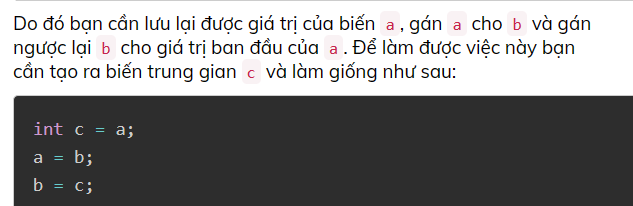 Do đó bạn cần lưu lại được giá trị của biến a, gán a cho b và gán
ngược lại b cho giá trị ban đầu của a. Để làm được việc này bạn
cần tạo ra biến trung gian c và làm giống như sau:
int c = a;
a = b;
b = c;